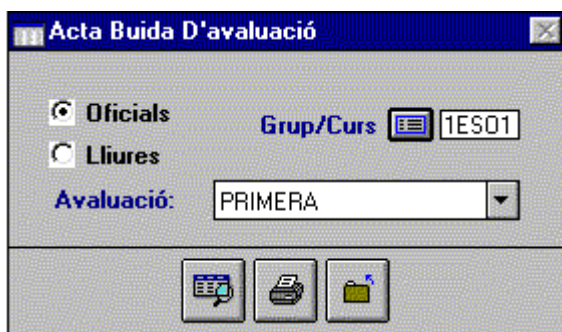 Acta Buida D'avaluació
Oficials
Grup/Curs 1ESO1
Lliures
Avaluació: PRIMERA